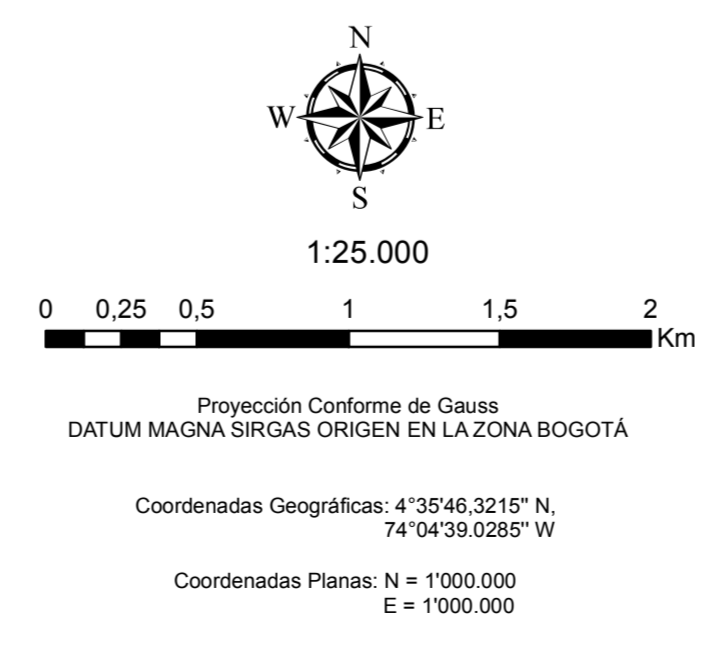 N
W E
S
1:25.000
0 0,25 0,5 1 1,5 2
Km
Proyección Conforme de Gauss
DATUM MAGNA SIRGAS ORIGEN EN LA ZONA BOGOTÁ
Coordenadas Geográficas: 4°35'46,3215" N,
74°04'39.0285" W
Coordenadas Planas: N = 1'000.000
E = 1'000.000